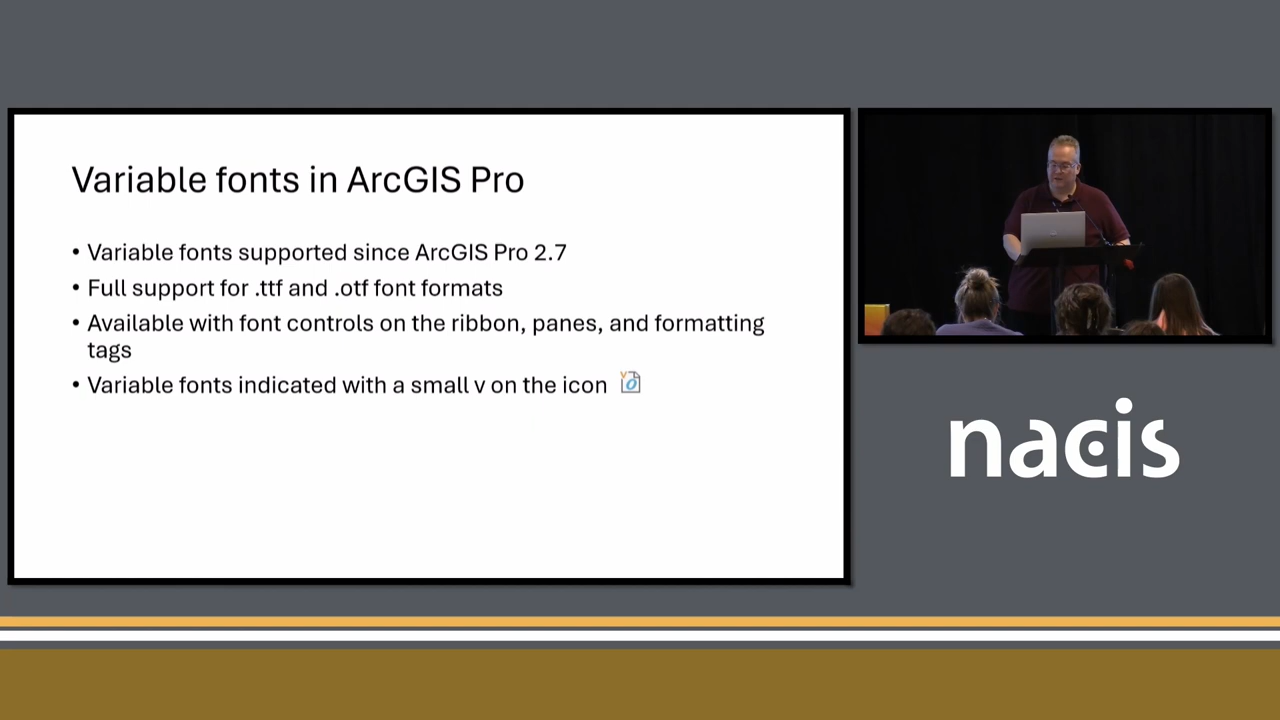 Variable fonts in ArcGIS Pro
• Variable fonts supported since ArcGIS Pro 2.7
• Full support for .ttf and .otf font formats
• Available with font controls on the ribbon, panes, and formatting
tags
• Variable fonts indicated with a small v on the icon
nacis